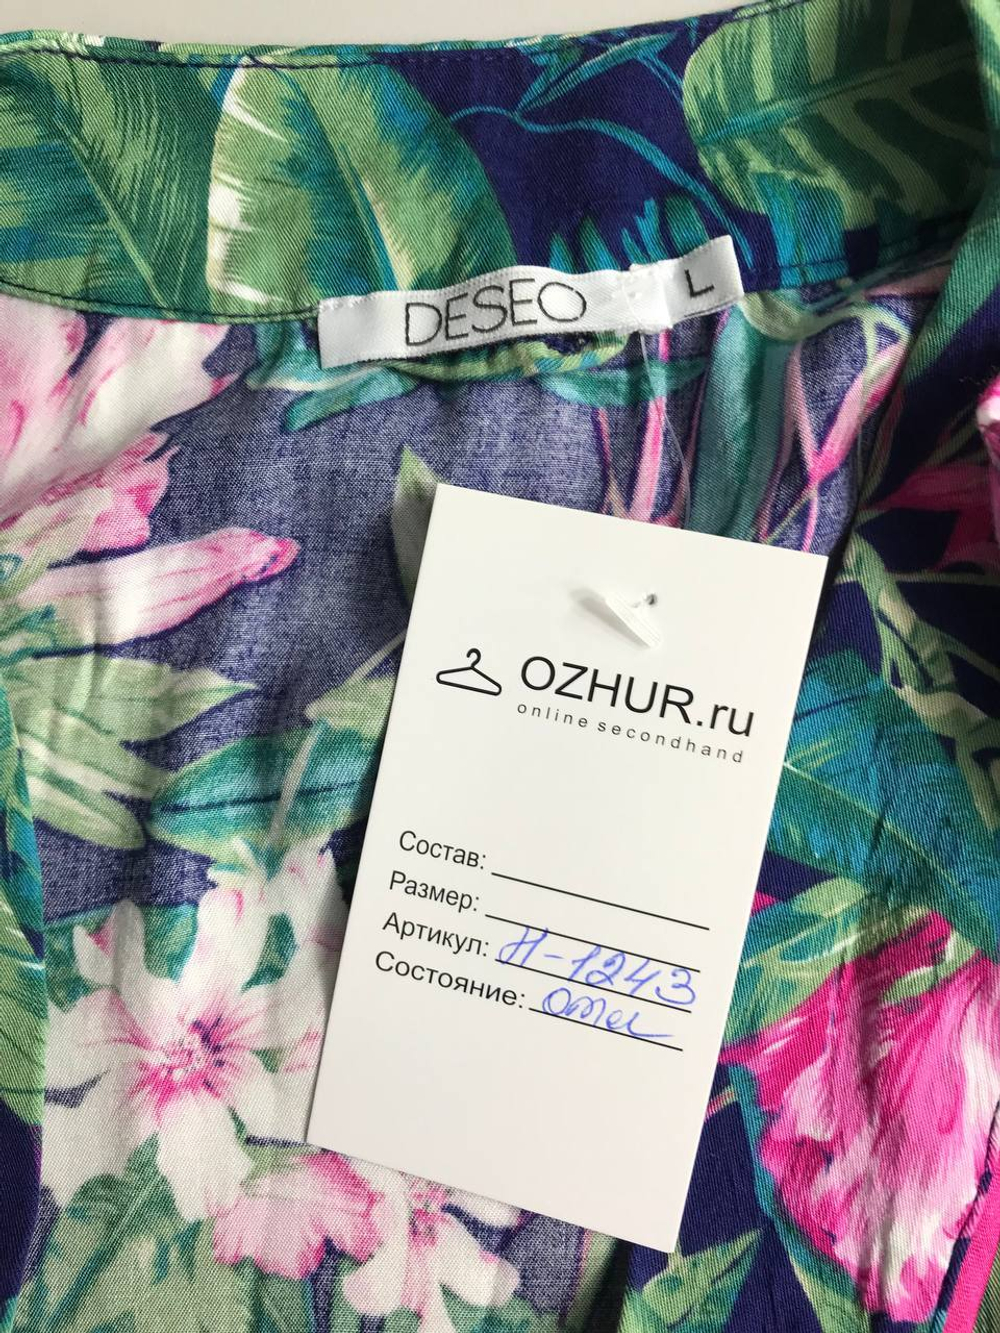 DESEO
L
OZHUR.ru
online secondhand
Состав:
Размер:
Артикул: Н-1243
Состояние: отл